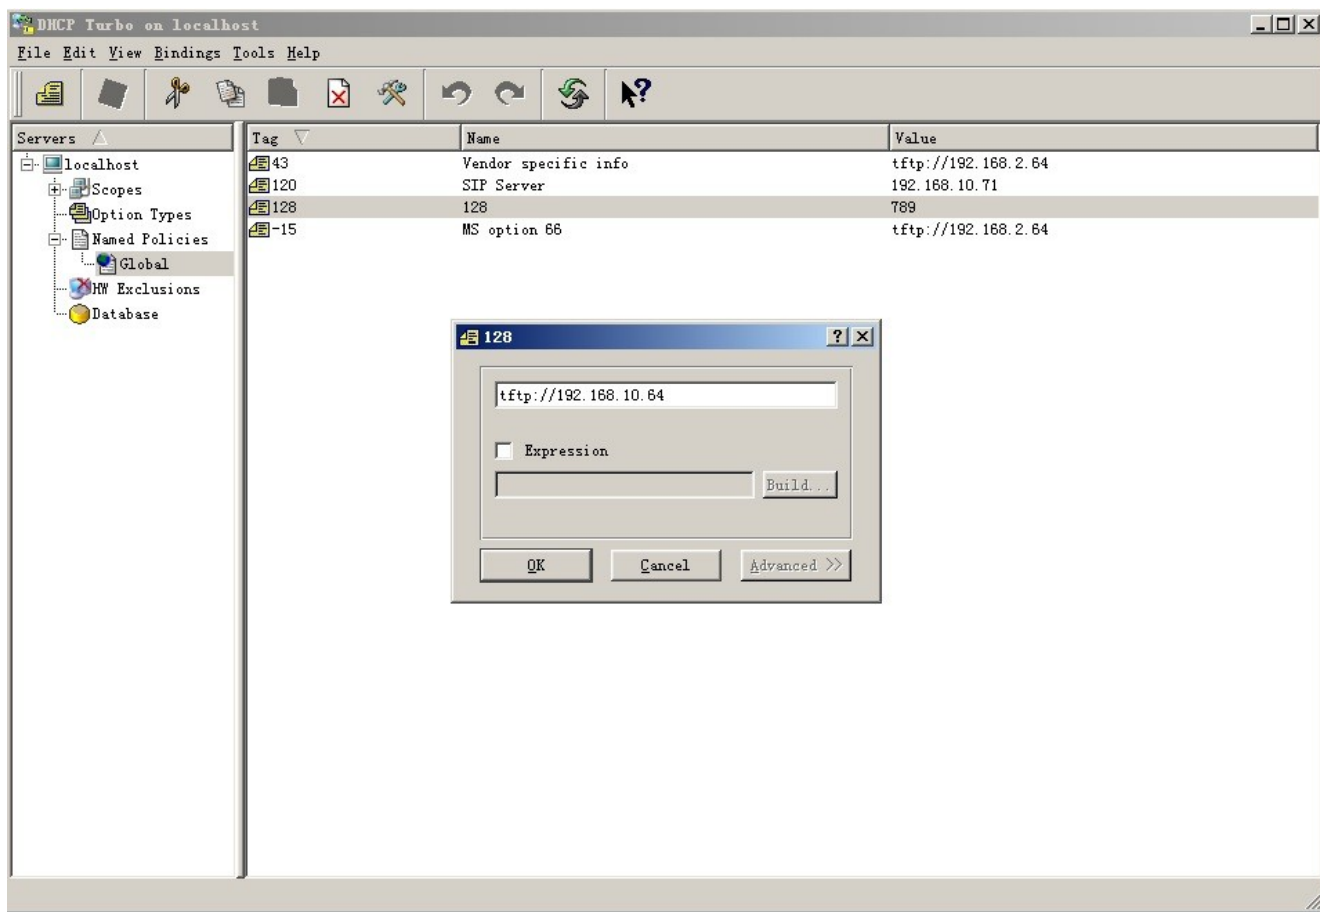 DHCP Turbo on localhost
File Edit View Bindings Tools Help
Servers
Tag Name Value
localhost
Scopes
Option Types
Named Policies
Global
HW Exclusions
Database
43 Vendor specific info tftp://192.168.2.64
120 SIP Server 192.168.10.71
128 128 789
-15 MS option 66 tftp://192.168.2.64
128
tftp://192.168.10.64
Expression
Build...
OK Cancel Advanced >>